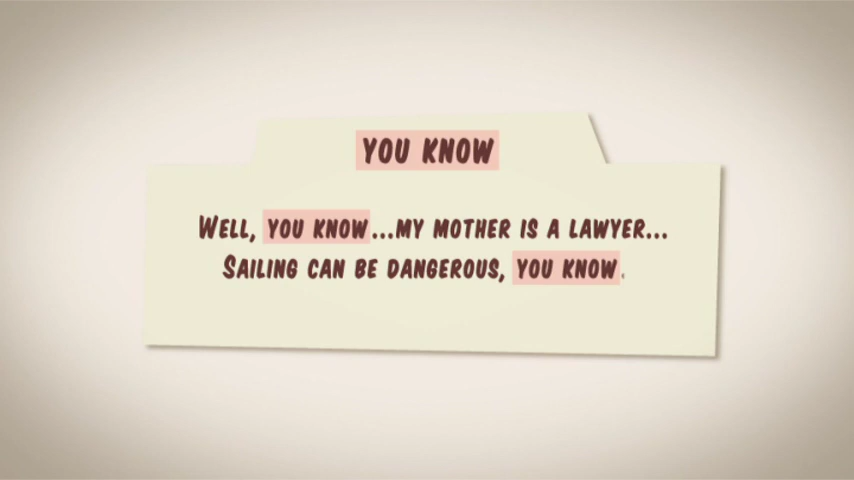 YOU KNOW
WELL, YOU KNOW...MY MOTHER IS A LAWYER...
SAILING CAN BE DANGEROUS, YOU KNOW.